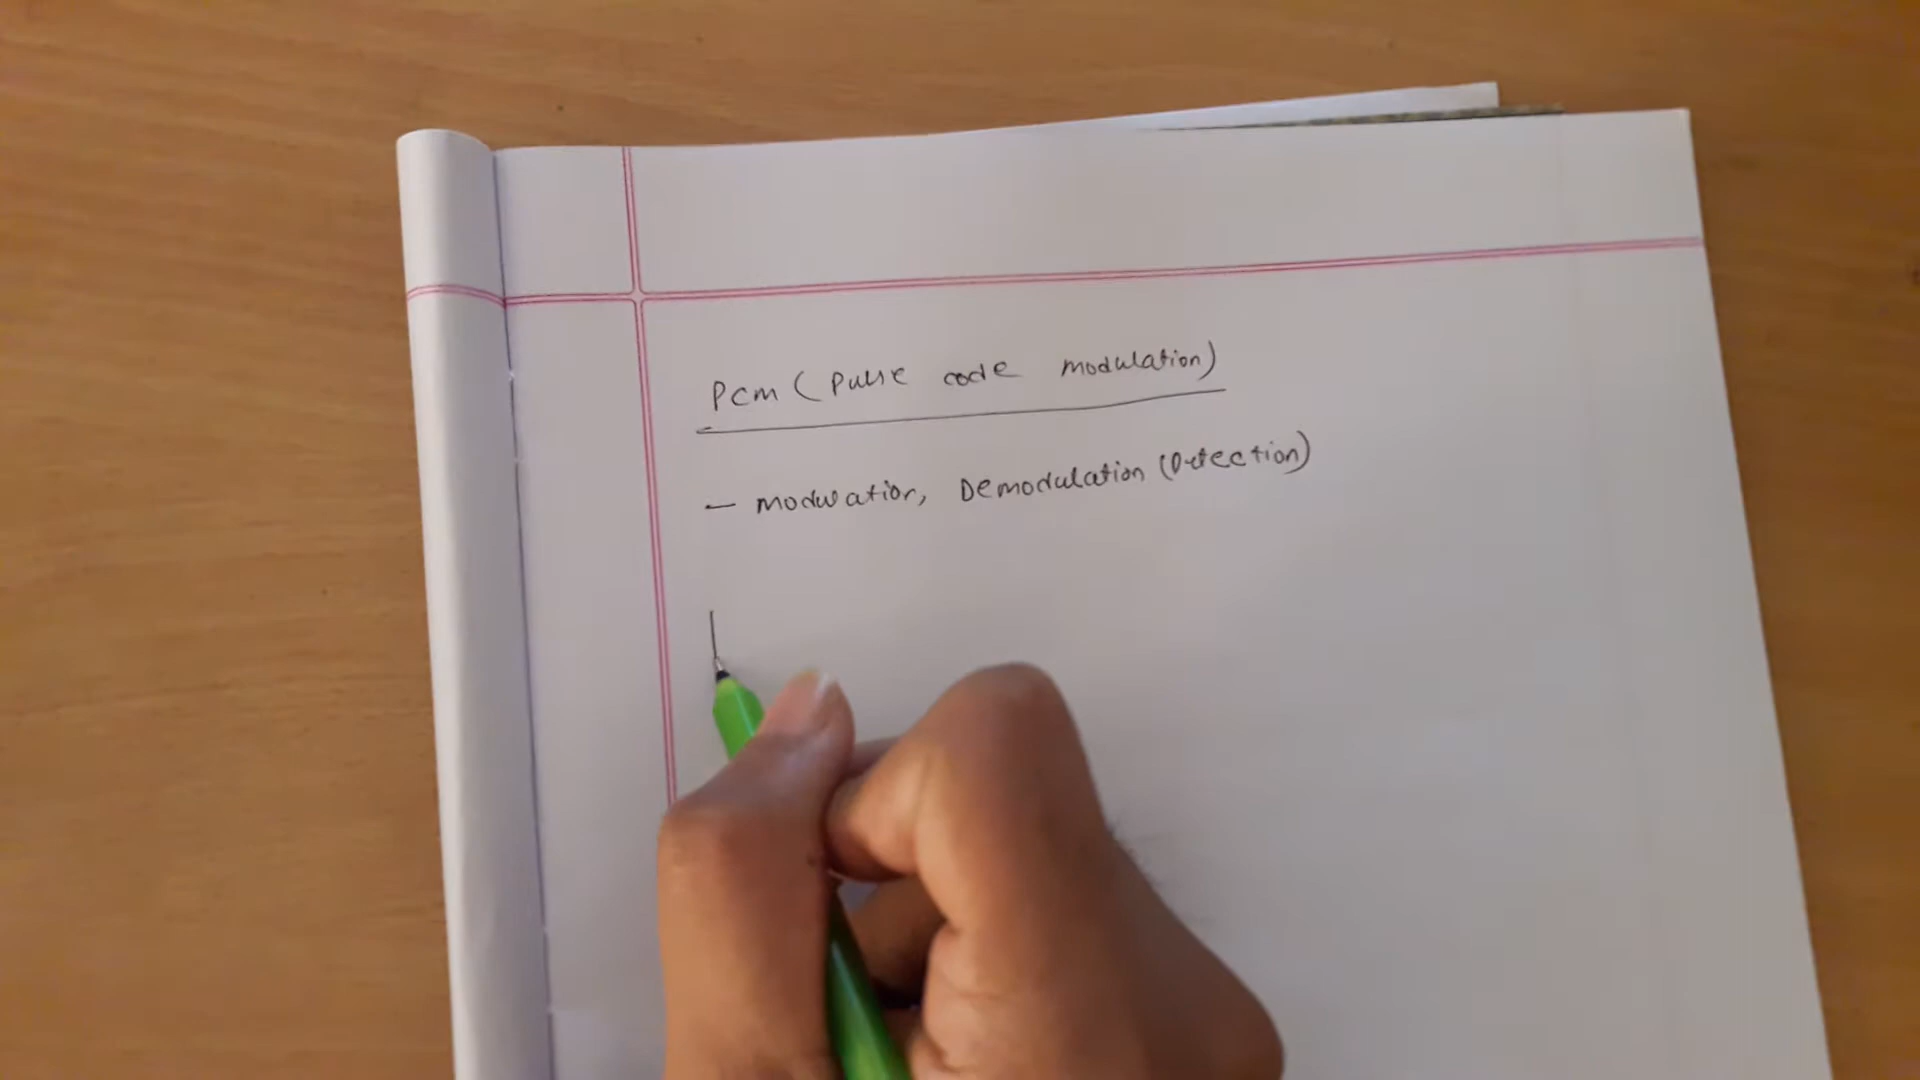 PCM (Pulse code modulation)
— modulation, Demodulation (Detection)